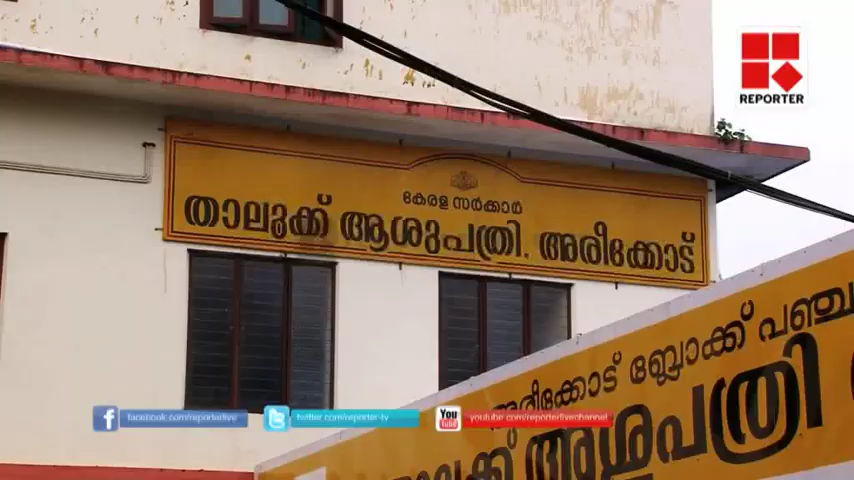 REPORTER
കേരള സർക്കാർ
താലൂക്ക് ആശുപത്രി. അരീക്കോട്
അരീക്കോട് ബ്ലോക്ക് പഞ്ച
താലൂക്ക് ആശുപത്രി
facebook.com/reporterlive
twitter.com/reporter-tv
You Tube youtube.com/reporterlivechannel